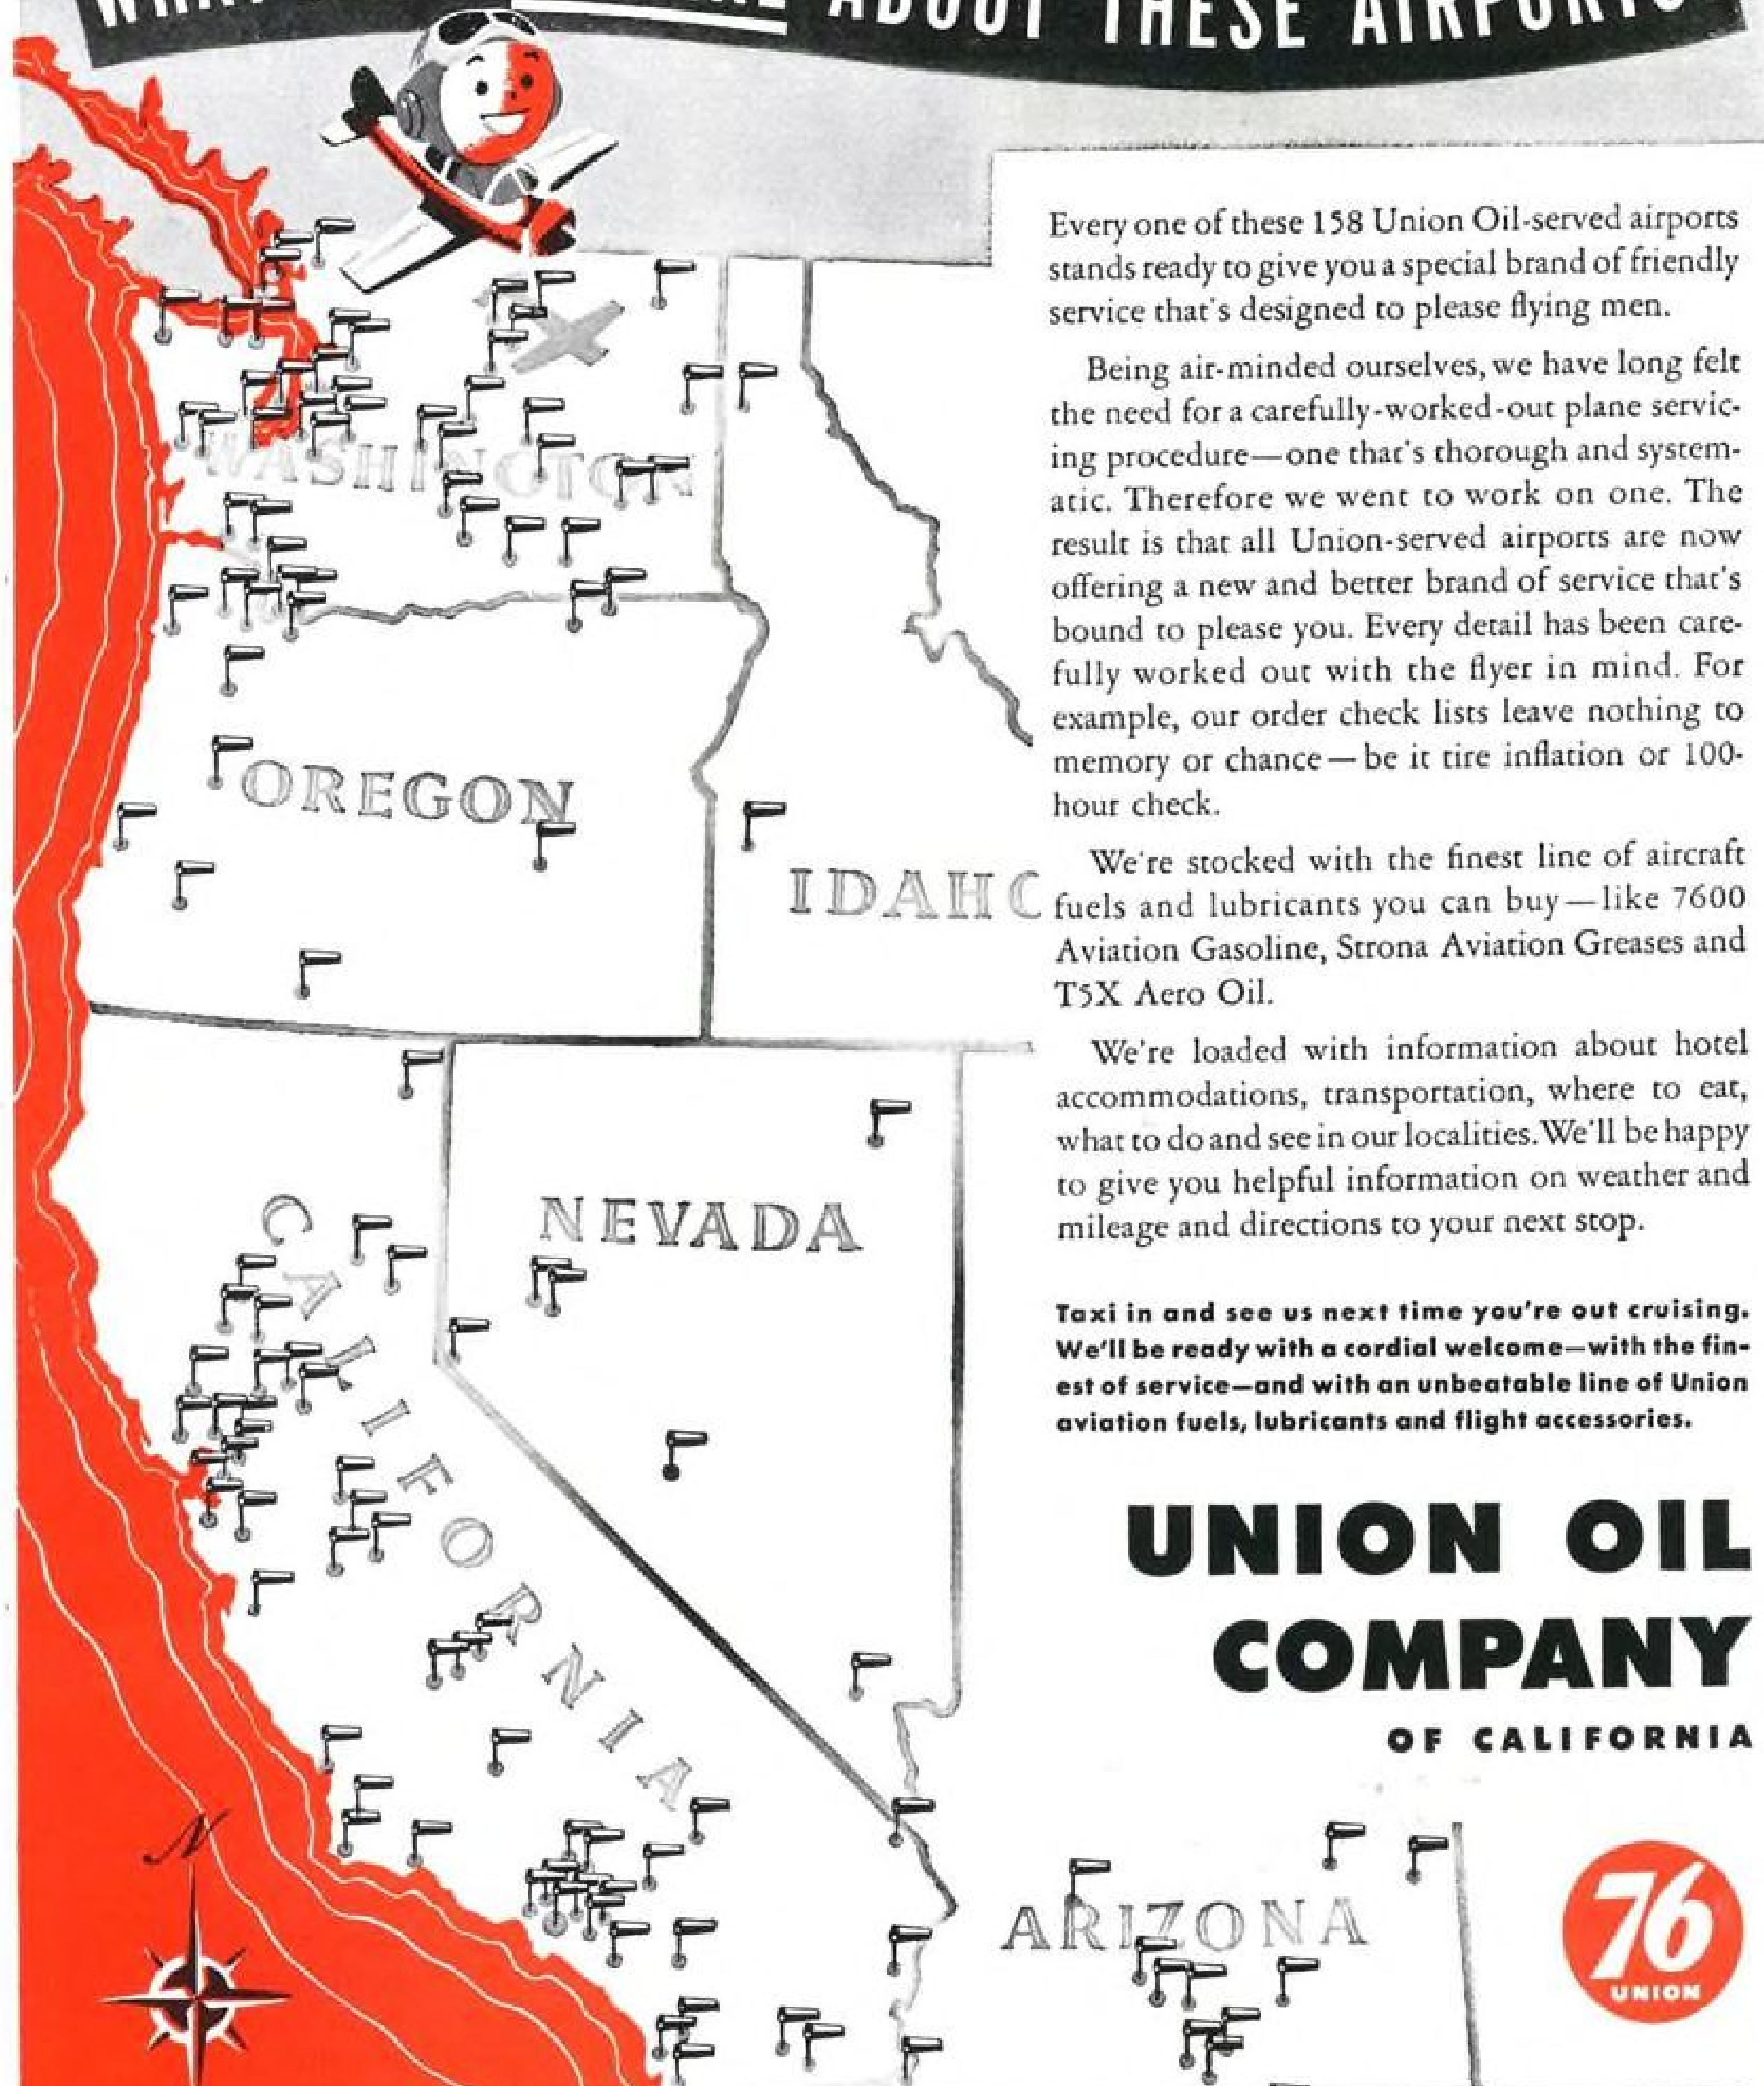 ABOUT THESE AIRPORTS
Every one of these 158 Union Oil-served airports
stands ready to give you a special brand of friendly
service that's designed to please flying men.
Being air-minded ourselves, we have long felt
the need for a carefully-worked-out plane servic-
ing procedure—one that's thorough and system-
atic. Therefore we went to work on one. The
result is that all Union-served airports are now
offering a new and better brand of service that's
bound to please you. Every detail has been care-
fully worked out with the flyer in mind. For
example, our order check lists leave nothing to
memory or chance—be it tire inflation or 100-
hour check.
We're stocked with the finest line of aircraft
fuels and lubricants you can buy—like 7600
Aviation Gasoline, Strona Aviation Greases and
T5X Aero Oil.
We're loaded with information about hotel
accommodations, transportation, where to eat,
what to do and see in our localities. We'll be happy
to give you helpful information on weather and
mileage and directions to your next stop.
Taxi in and see us next time you're out cruising.
We'll be ready with a cordial welcome—with the fin-
est of service—and with an unbeatable line of Union
aviation fuels, lubricants and flight accessories.
UNION OIL
COMPANY
OF CALIFORNIA
76
UNION
WASHINGTON
OREGON
IDAHO
NEVADA
CALIFORNIA
ARIZONA
N